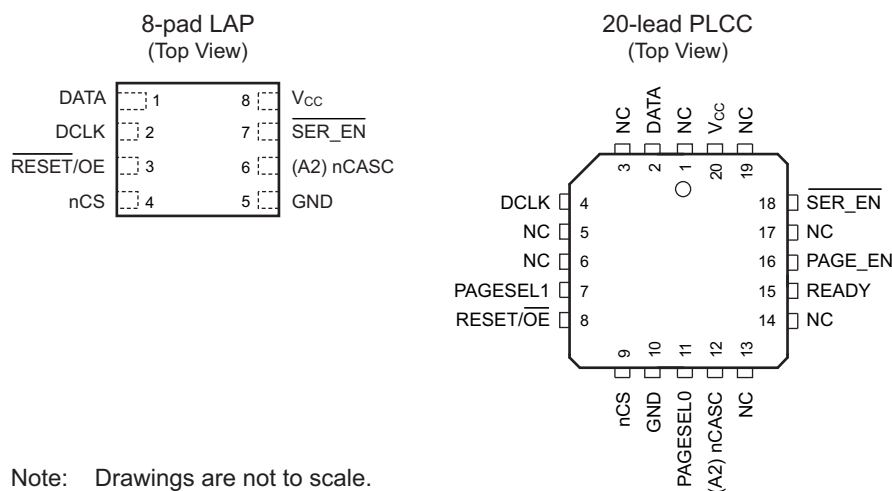 8-pad LAP
(Top View)
DATA 1
DCLK 2
RESET/OE 3
nCS 4
8 VCC
7 SER_EN
6 (A2) nCASC
5 GND
20-lead PLCC
(Top View)
NC 3
DATA 2
NC 1
VCC 20
NC 19
DCLK 4
NC 5
NC 6
PAGESEL1 7
RESET/OE 8
18 SER_EN
17 NC
16 PAGE_EN
15 READY
14 NC
9 nCS
10 GND
11 PAGESEL0
12 (A2) nCASC
13 NC
Note: Drawings are not to scale.